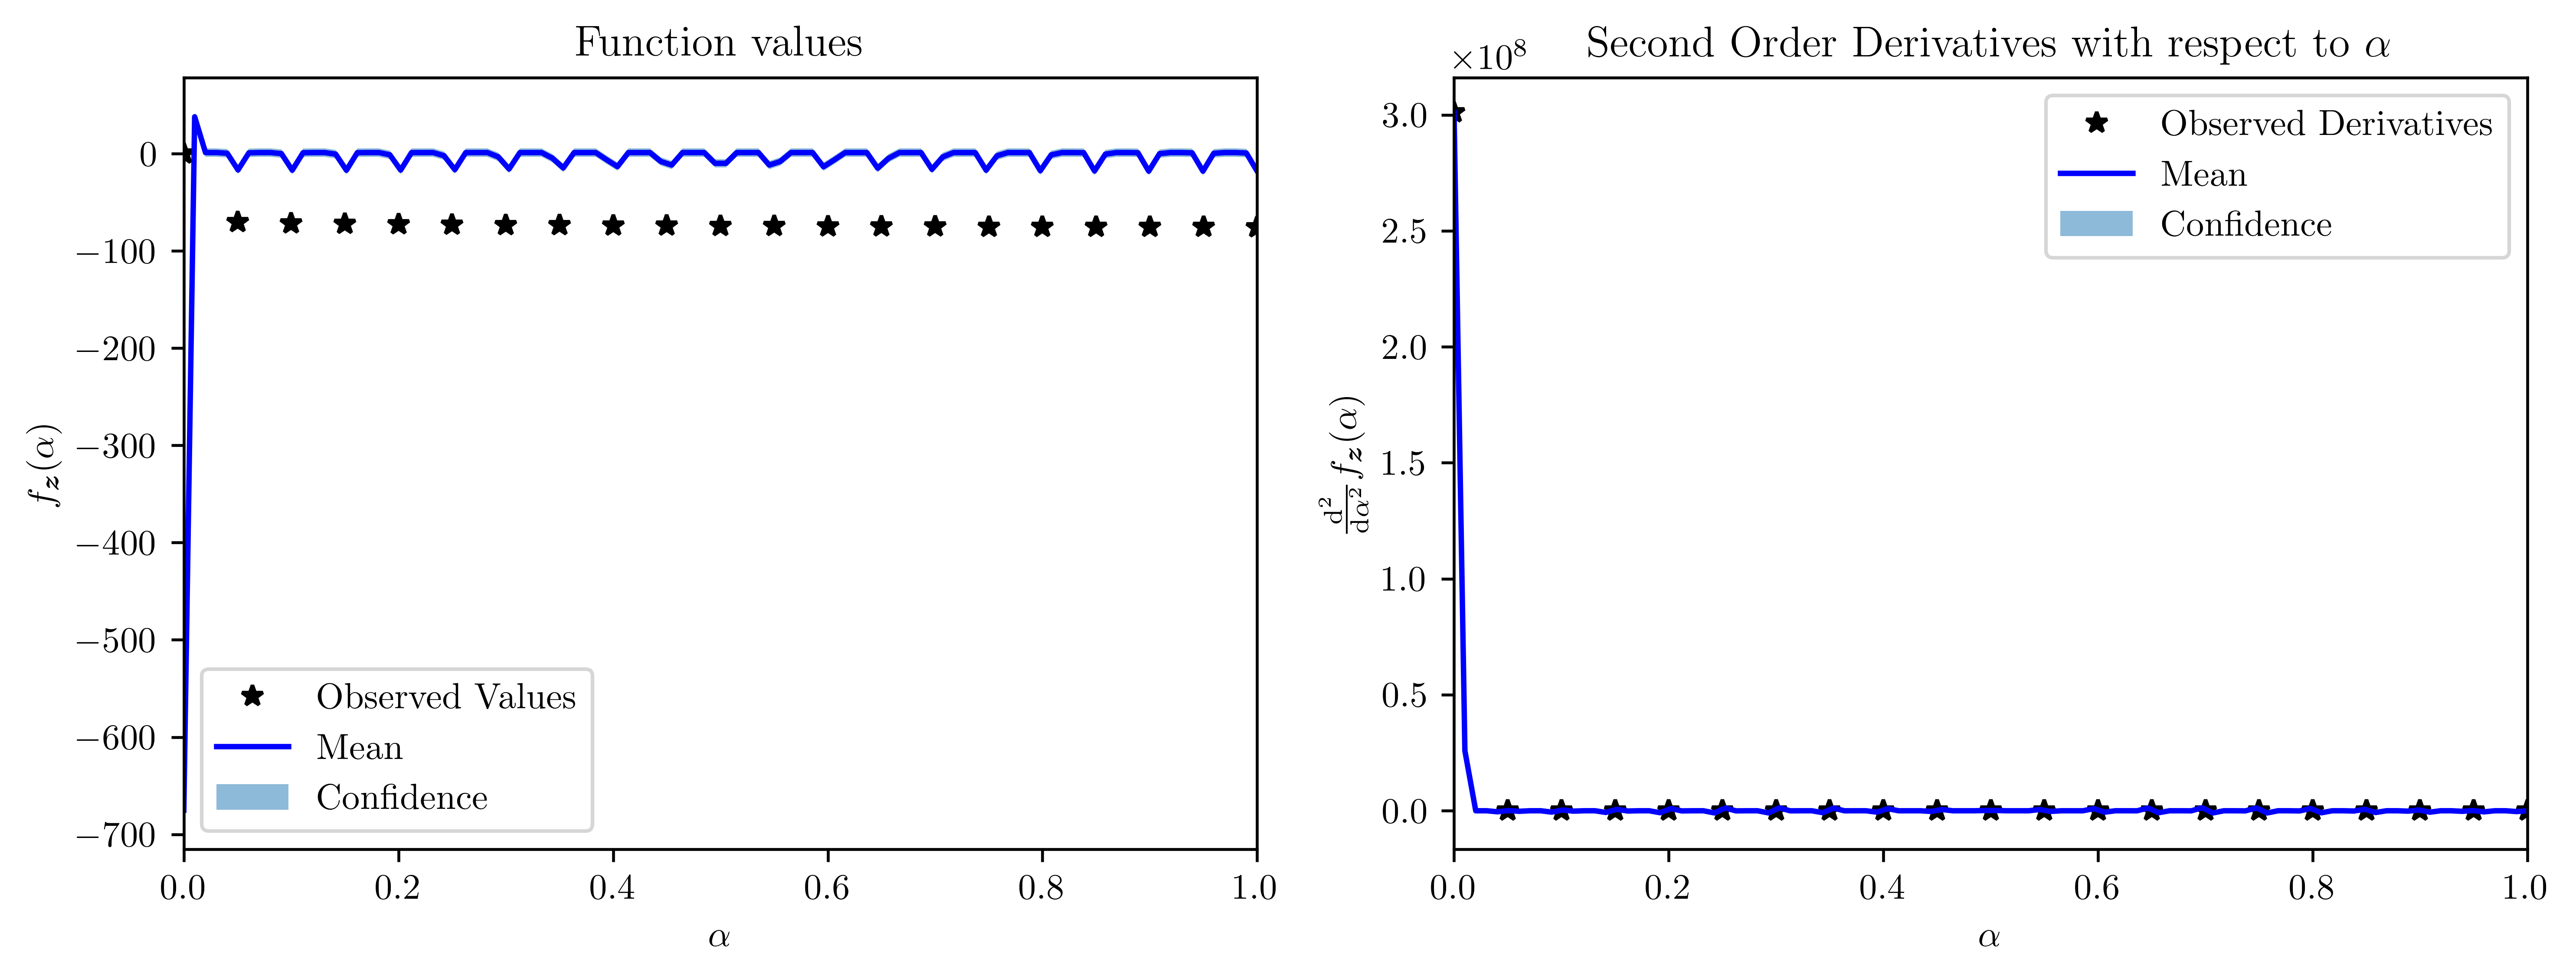 Function values
0
−100
−200
−300
−400
−500
−600
−700
f_z(α)
Observed Values
Mean
Confidence
0.0 0.2 0.4 0.6 0.8 1.0
α
Second Order Derivatives with respect to α
×10⁸
3.0
2.5
2.0
1.5
1.0
0.5
0.0
d²/dα² f_z(α)
Observed Derivatives
Mean
Confidence
0.0 0.2 0.4 0.6 0.8 1.0
α